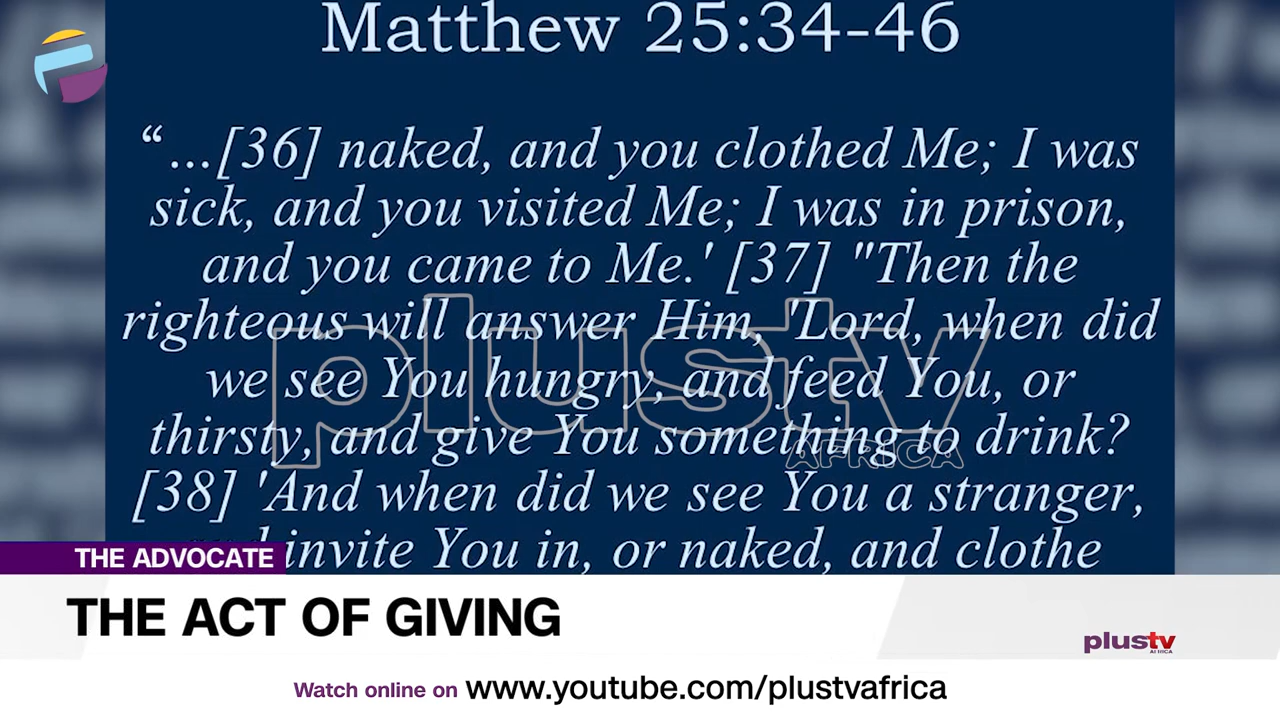 Matthew 25:34-46
“...[36] naked, and you clothed Me; I was
sick, and you visited Me; I was in prison,
and you came to Me.' [37] "Then the
righteous will answer Him, 'Lord, when did
we see You hungry, and feed You, or
thirsty, and give You something to drink?
[38] 'And when did we see You a stranger,
invite You in, or naked, and clothe
plustv
AFRICA
THE ADVOCATE
THE ACT OF GIVING
plustv
AFRICA
Watch online on www.youtube.com/plustvafrica